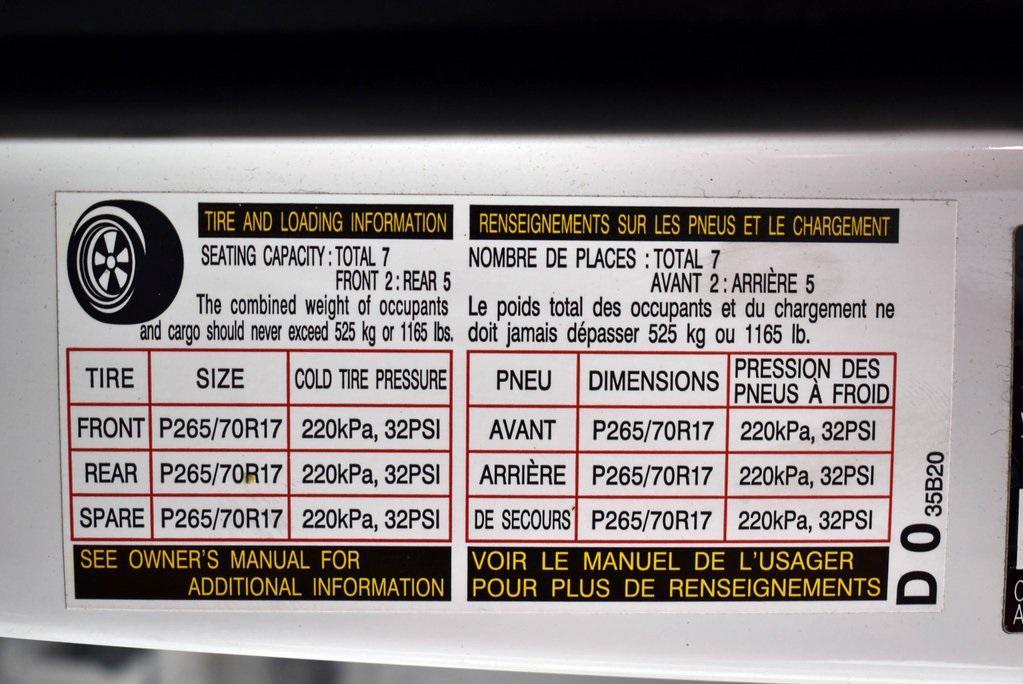 TIRE AND LOADING INFORMATION
SEATING CAPACITY: TOTAL 7
FRONT 2: REAR 5
The combined weight of occupants
and cargo should never exceed 525 kg or 1165 lbs.
TIRE SIZE COLD TIRE PRESSURE
FRONT P265/70R17 220kPa, 32PSI
REAR P265/70R17 220kPa, 32PSI
SPARE P265/70R17 220kPa, 32PSI
SEE OWNER'S MANUAL FOR
ADDITIONAL INFORMATION
RENSEIGNEMENTS SUR LES PNEUS ET LE CHARGEMENT
NOMBRE DE PLACES : TOTAL 7
AVANT 2: ARRIÈRE 5
Le poids total des occupants et du chargement ne
doit jamais dépasser 525 kg ou 1165 lb.
PNEU DIMENSIONS PRESSION DES
PNEUS À FROID
AVANT P265/70R17 220kPa, 32PSI
ARRIÈRE P265/70R17 220kPa, 32PSI
DE SECOURS P265/70R17 220kPa, 32PSI
VOIR LE MANUEL DE L'USAGER
POUR PLUS DE RENSEIGNEMENTS
D 0 35B20